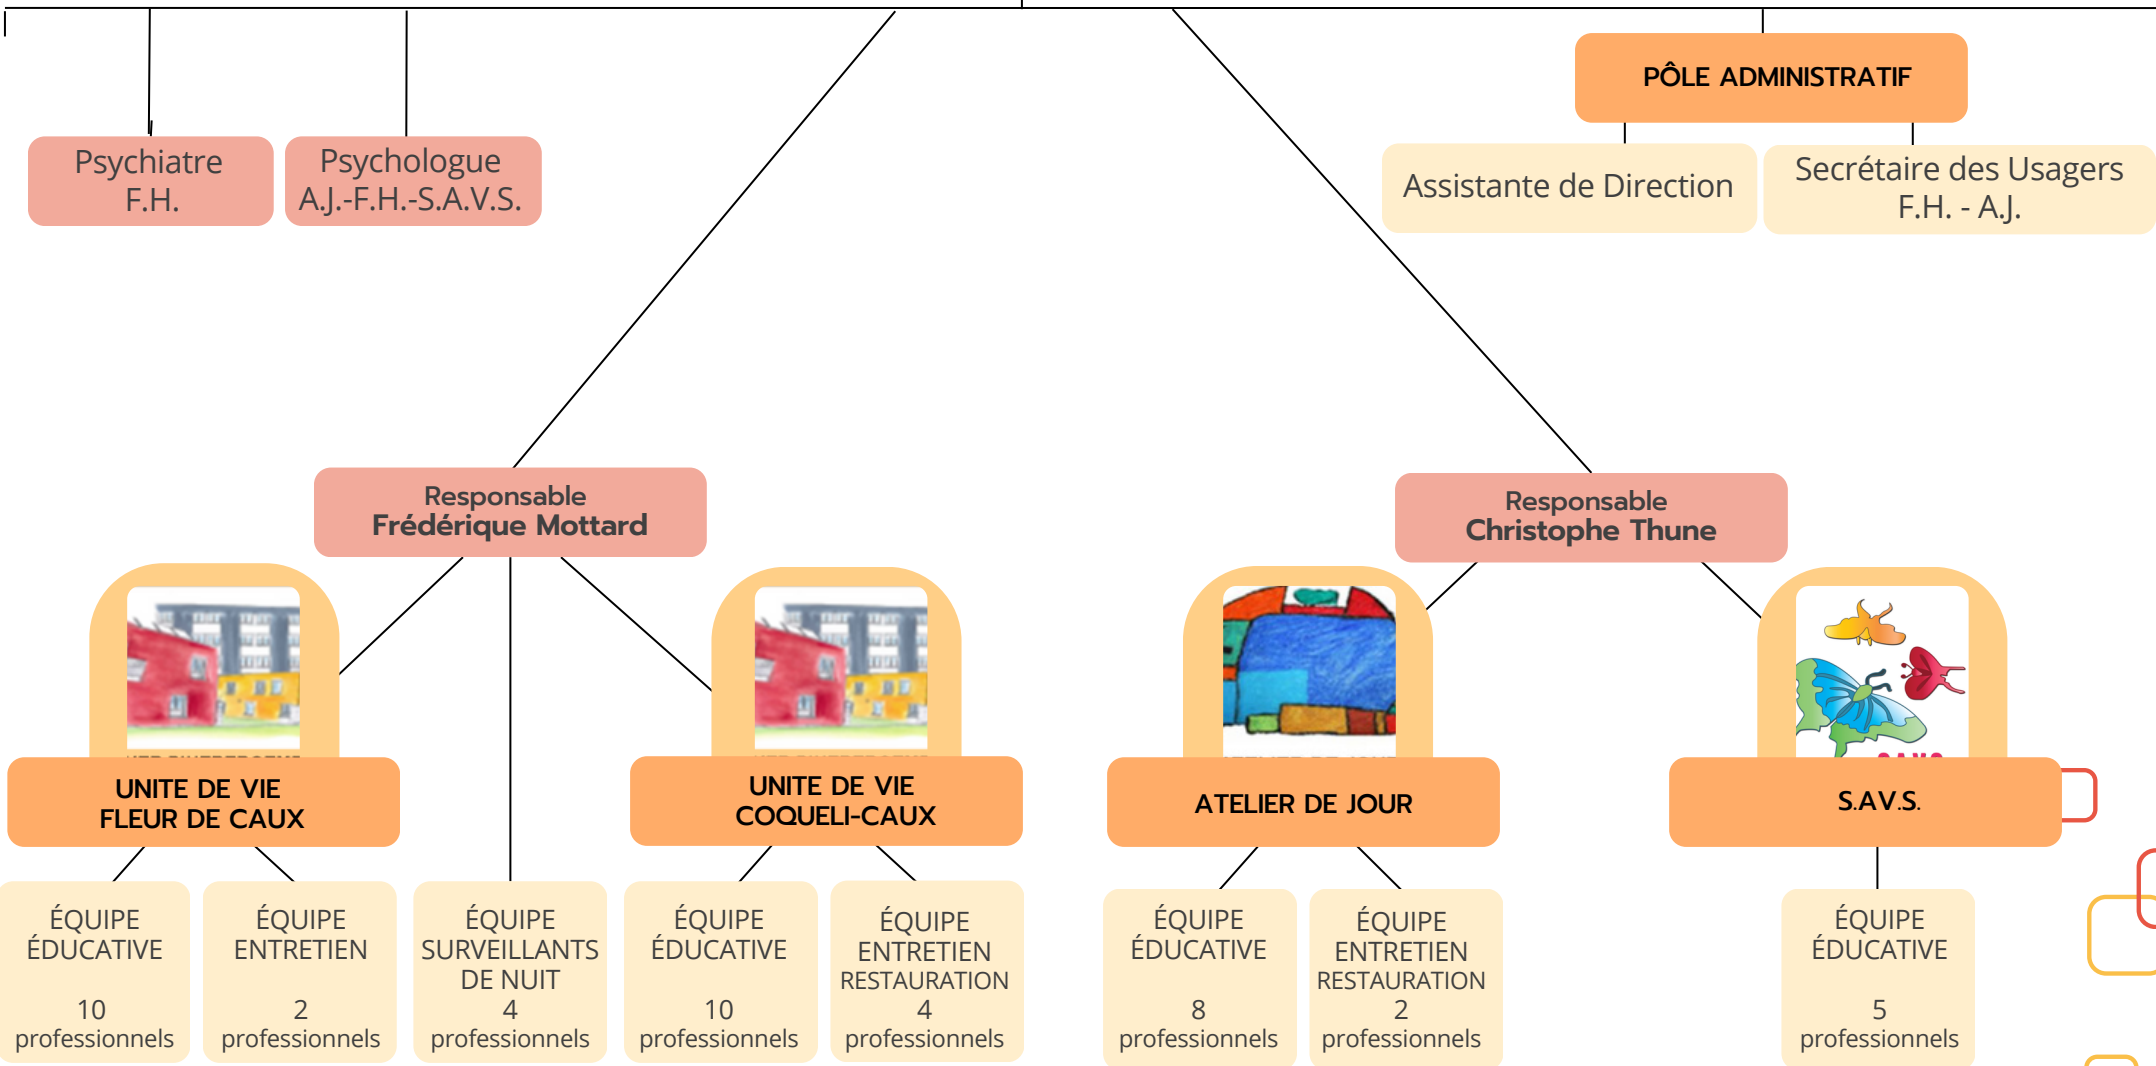 PÔLE ADMINISTRATIF
Psychiatre
F.H.
Psychologue
A.J.-F.H.-S.A.V.S.
Assistante de Direction
Secrétaire des Usagers
F.H. - A.J.
Responsable
Frédérique Mottard
Responsable
Christophe Thune
UNITE DE VIE
FLEUR DE CAUX
UNITE DE VIE
COQUELI-CAUX
ATELIER DE JOUR
S.A.V.S.
ÉQUIPE
ÉDUCATIVE
10
professionnels
ÉQUIPE
ENTRETIEN
2
professionnels
ÉQUIPE
SURVEILLANTS
DE NUIT
4
professionnels
ÉQUIPE
ÉDUCATIVE
10
professionnels
ÉQUIPE
ENTRETIEN
RESTAURATION
4
professionnels
ÉQUIPE
ÉDUCATIVE
8
professionnels
ÉQUIPE
ENTRETIEN
RESTAURATION
2
professionnels
ÉQUIPE
ÉDUCATIVE
5
professionnels